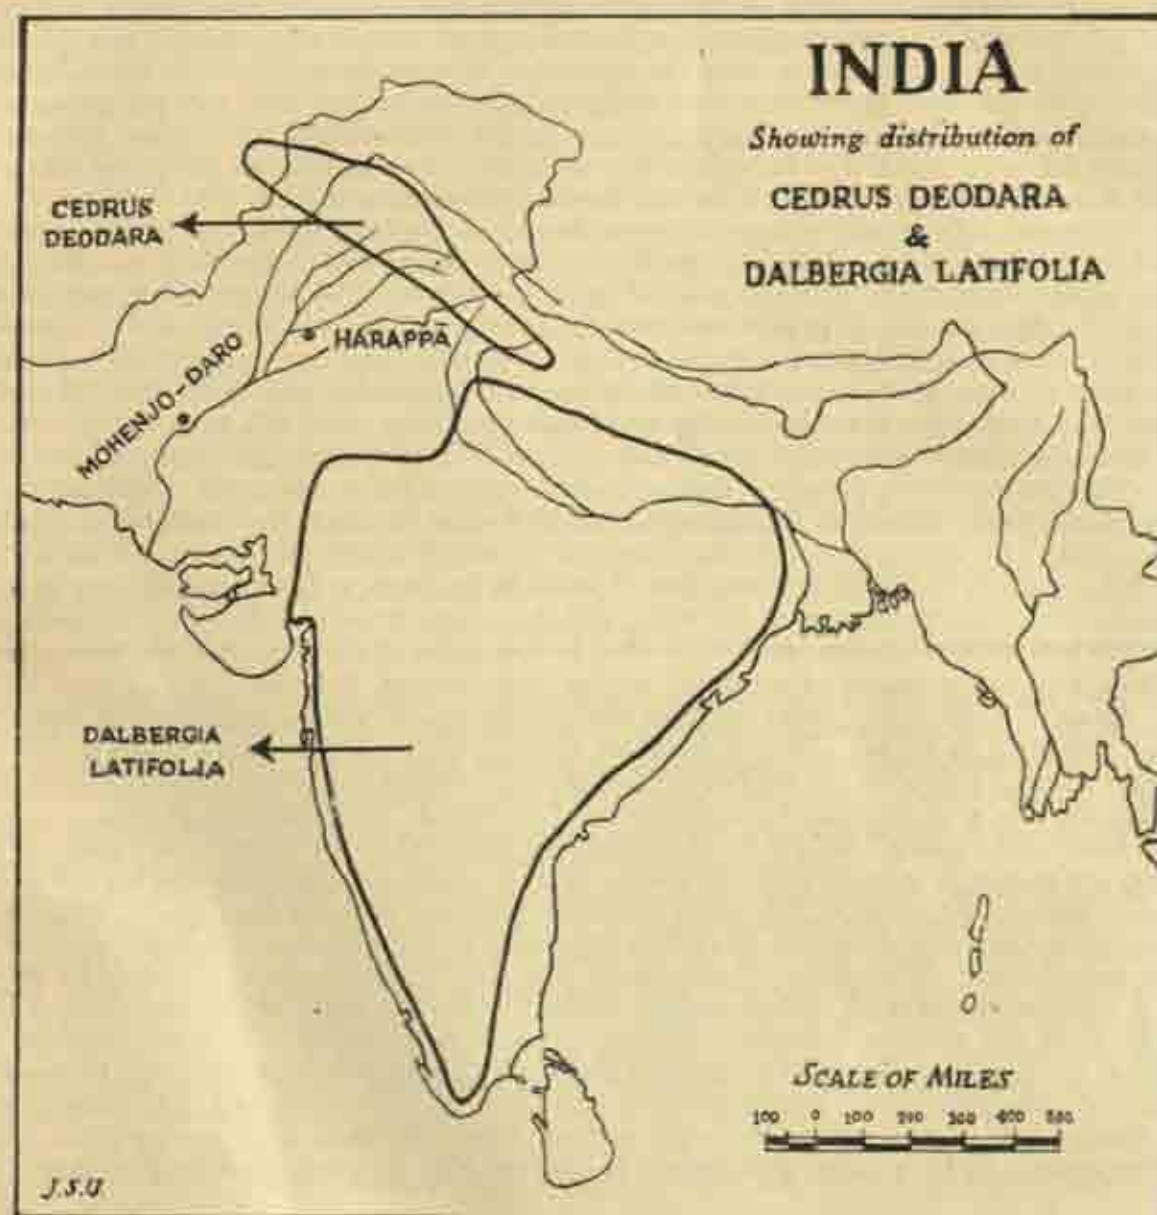 INDIA
Showing distribution of
CEDRUS DEODARA
&
DALBERGIA LATIFOLIA
CEDRUS
DEODARA
HARAPPĀ
MOHENJO-DARO
DALBERGIA
LATIFOLIA
SCALE OF MILES
100 0 100 200 300 400 500
J.S.U.